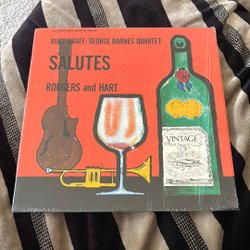 RUBY BRAFF/GEORGE BARNES QUARTET
SALUTES
RODGERS and HART
VINTAGE